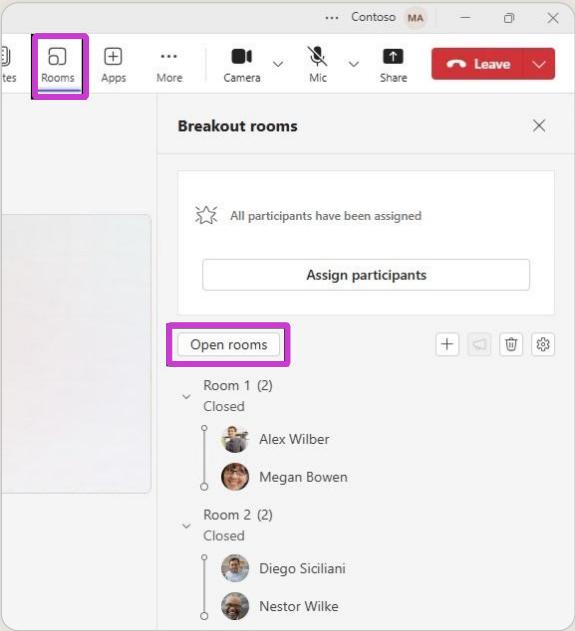 ... Contoso MA
tes Rooms Apps More Camera Mic Share Leave
Breakout rooms
All participants have been assigned
Assign participants
Open rooms
Room 1 (2)
Closed
Alex Wilber
Megan Bowen
Room 2 (2)
Closed
Diego Siciliani
Nestor Wilke